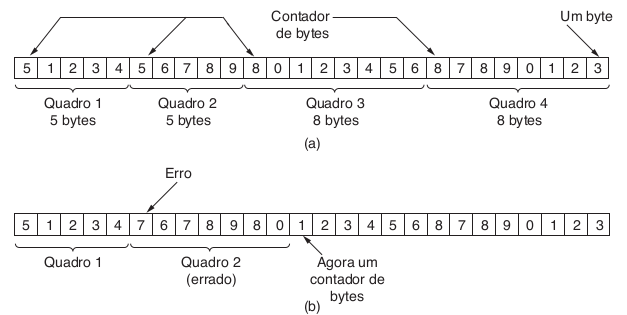 Contador
de bytes
Um byte
5 1 2 3 4 5 6 7 8 9 8 0 1 2 3 4 5 6 8 7 8 9 0 1 2 3
Quadro 1
5 bytes
Quadro 2
5 bytes
Quadro 3
8 bytes
Quadro 4
8 bytes
(a)
Erro
5 1 2 3 4 7 6 7 8 9 8 0 1 2 3 4 5 6 8 7 8 9 0 1 2 3
Quadro 1
Quadro 2
(errado)
Agora um
contador de
bytes
(b)